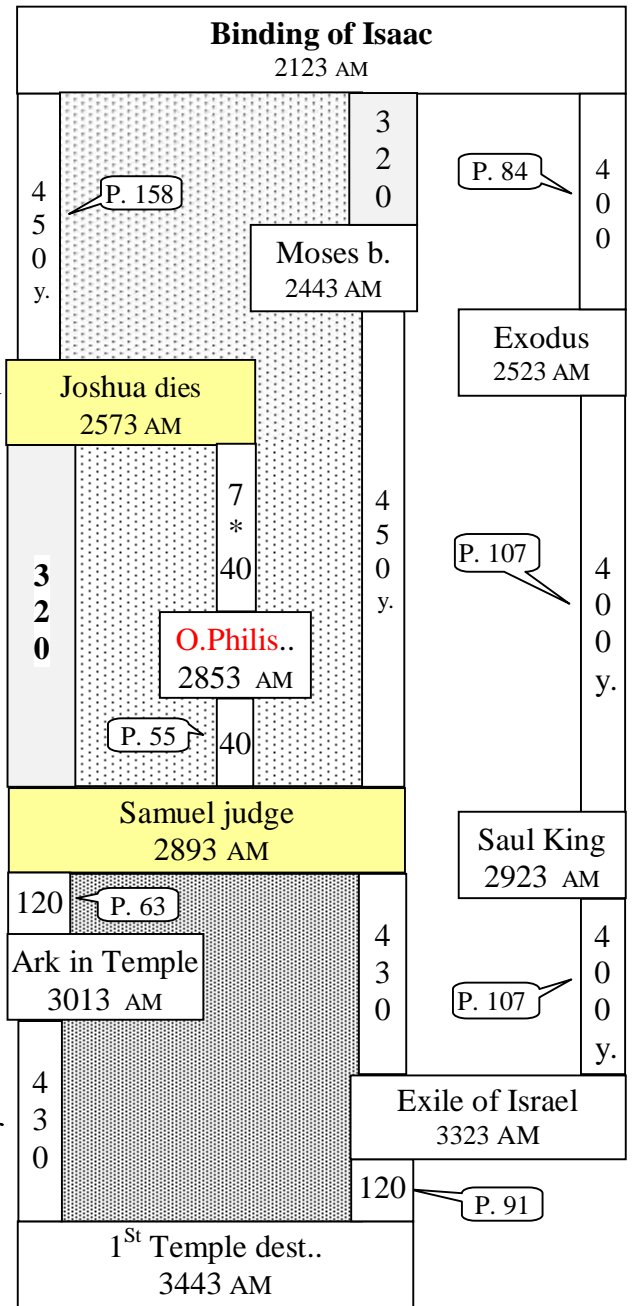 Binding of Isaac
2123 AM
3
2
0
P. 158
P. 84
4
5
0
y.
4
0
0
Moses b.
2443 AM
Exodus
2523 AM
Joshua dies
2573 AM
7
*
40
4
5
0
y.
3
2
0
P. 107
4
0
0
y.
O.Philis..
2853 AM
P. 55
40
Samuel judge
2893 AM
Saul King
2923 AM
120
P. 63
4
3
0
4
0
0
y.
Ark in Temple
3013 AM
P. 107
4
3
0
Exile of Israel
3323 AM
120
P. 91
1St Temple dest..
3443 AM